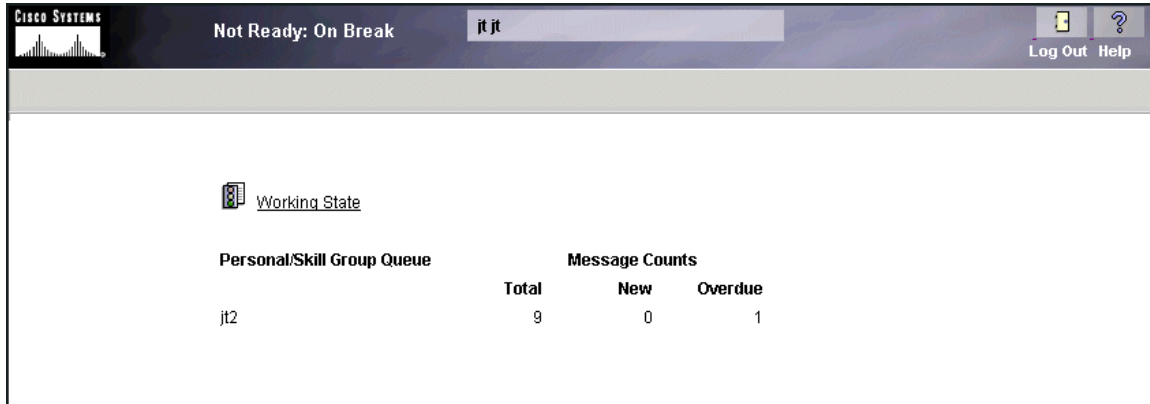 CISCO SYSTEMS
Not Ready: On Break
jt jt
Log Out Help
Working State
Personal/Skill Group Queue Message Counts
Total New Overdue
jt2 9 0 1